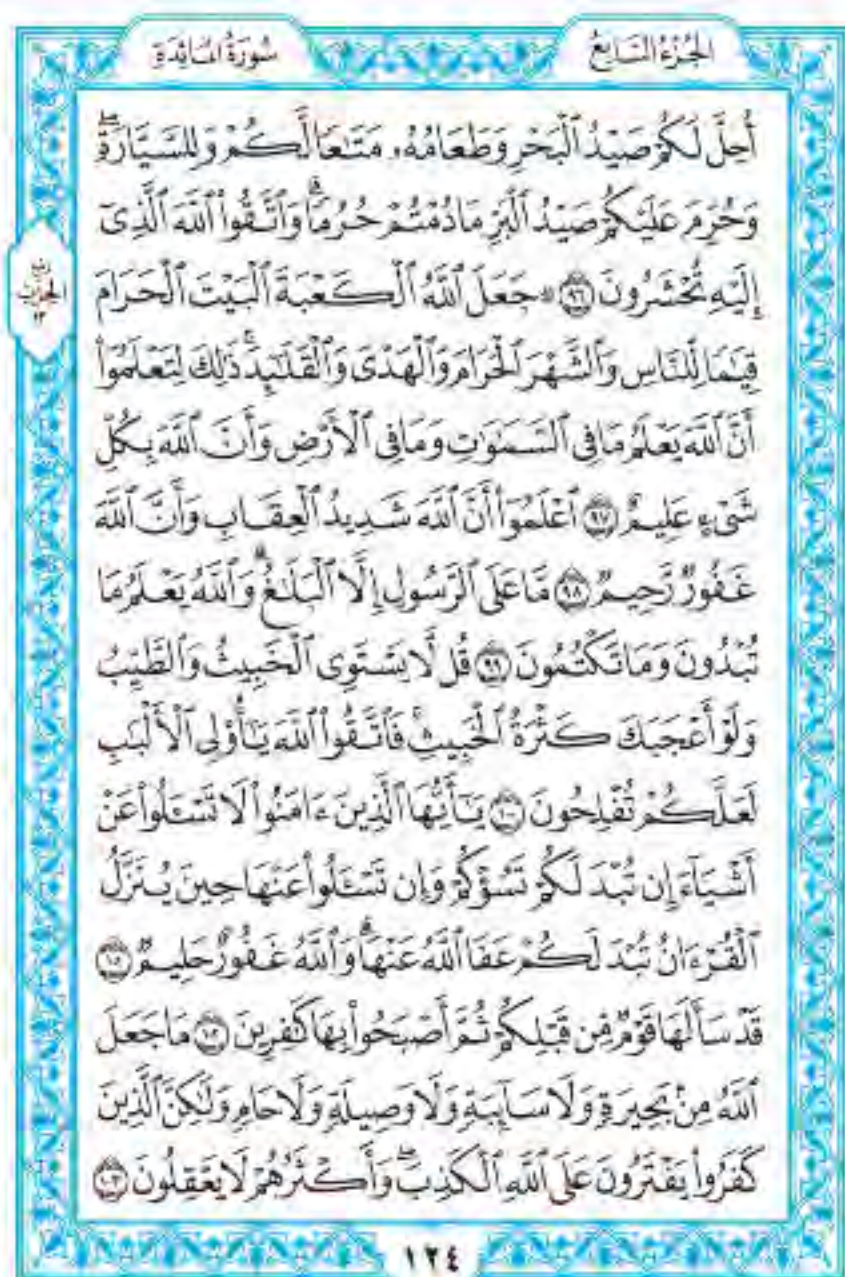 الجزء السابع
سورة المائدة
أُحِلَّ لَكُمْ صَيْدُ ٱلْبَحْرِ وَطَعَامُهُۥ مَتَٰعًا لَّكُمْ وَلِلسَّيَّارَةِۖ
وَحُرِّمَ عَلَيْكُمْ صَيْدُ ٱلْبَرِّ مَا دُمْتُمْ حُرُمًاۗ وَٱتَّقُوا۟ ٱللَّهَ ٱلَّذِىٓ
إِلَيْهِ تُحْشَرُونَ ٩٦ ۞ جَعَلَ ٱللَّهُ ٱلْكَعْبَةَ ٱلْبَيْتَ ٱلْحَرَامَ
قِيَٰمًا لِّلنَّاسِ وَٱلشَّهْرَ ٱلْحَرَامَ وَٱلْهَدْىَ وَٱلْقَلَٰٓئِدَۚ ذَٰلِكَ لِتَعْلَمُوٓا۟
أَنَّ ٱللَّهَ يَعْلَمُ مَا فِى ٱلسَّمَٰوَٰتِ وَمَا فِى ٱلْأَرْضِ وَأَنَّ ٱللَّهَ بِكُلِّ
شَىْءٍ عَلِيمٌ ٩٧ ٱعْلَمُوٓا۟ أَنَّ ٱللَّهَ شَدِيدُ ٱلْعِقَابِ وَأَنَّ ٱللَّهَ
غَفُورٌ رَّحِيمٌ ٩٨ مَّا عَلَى ٱلرَّسُولِ إِلَّا ٱلْبَلَٰغُۗ وَٱللَّهُ يَعْلَمُ مَا
تُبْدُونَ وَمَا تَكْتُمُونَ ٩٩ قُل لَّا يَسْتَوِى ٱلْخَبِيثُ وَٱلطَّيِّبُ
وَلَوْ أَعْجَبَكَ كَثْرَةُ ٱلْخَبِيثِۚ فَٱتَّقُوا۟ ٱللَّهَ يَٰٓأُو۟لِى ٱلْأَلْبَٰبِ
لَعَلَّكُمْ تُفْلِحُونَ ١٠٠ يَٰٓأَيُّهَا ٱلَّذِينَ ءَامَنُوا۟ لَا تَسْـَٔلُوا۟ عَنْ
أَشْيَآءَ إِن تُبْدَ لَكُمْ تَسُؤْكُمْ وَإِن تَسْـَٔلُوا۟ عَنْهَا حِينَ يُنَزَّلُ
ٱلْقُرْءَانُ تُبْدَ لَكُمْ عَفَا ٱللَّهُ عَنْهَاۗ وَٱللَّهُ غَفُورٌ حَلِيمٌ ١٠١
قَدْ سَأَلَهَا قَوْمٌ مِّن قَبْلِكُمْ ثُمَّ أَصْبَحُوا۟ بِهَا كَٰفِرِينَ ١٠٢ مَا جَعَلَ
ٱللَّهُ مِنۢ بَحِيرَةٍ وَلَا سَآئِبَةٍ وَلَا وَصِيلَةٍ وَلَا حَامٍ وَلَٰكِنَّ ٱلَّذِينَ
كَفَرُوا۟ يَفْتَرُونَ عَلَى ٱللَّهِ ٱلْكَذِبَۖ وَأَكْثَرُهُمْ لَا يَعْقِلُونَ ١٠٣
الحزب
١٣
١٢٤